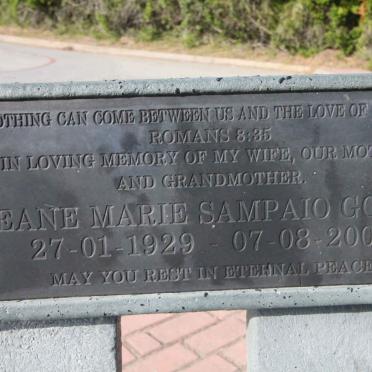 OTHING CAN COME BETWEEN US AND THE LOVE OF
ROMANS 8:35
IN LOVING MEMORY OF MY WIFE, OUR MOT
AND GRANDMOTHER.
EANE MARIE SAMPAIO GO
27-01-1929 - 07-08-200
MAY YOU REST IN ETERNAL PEACE